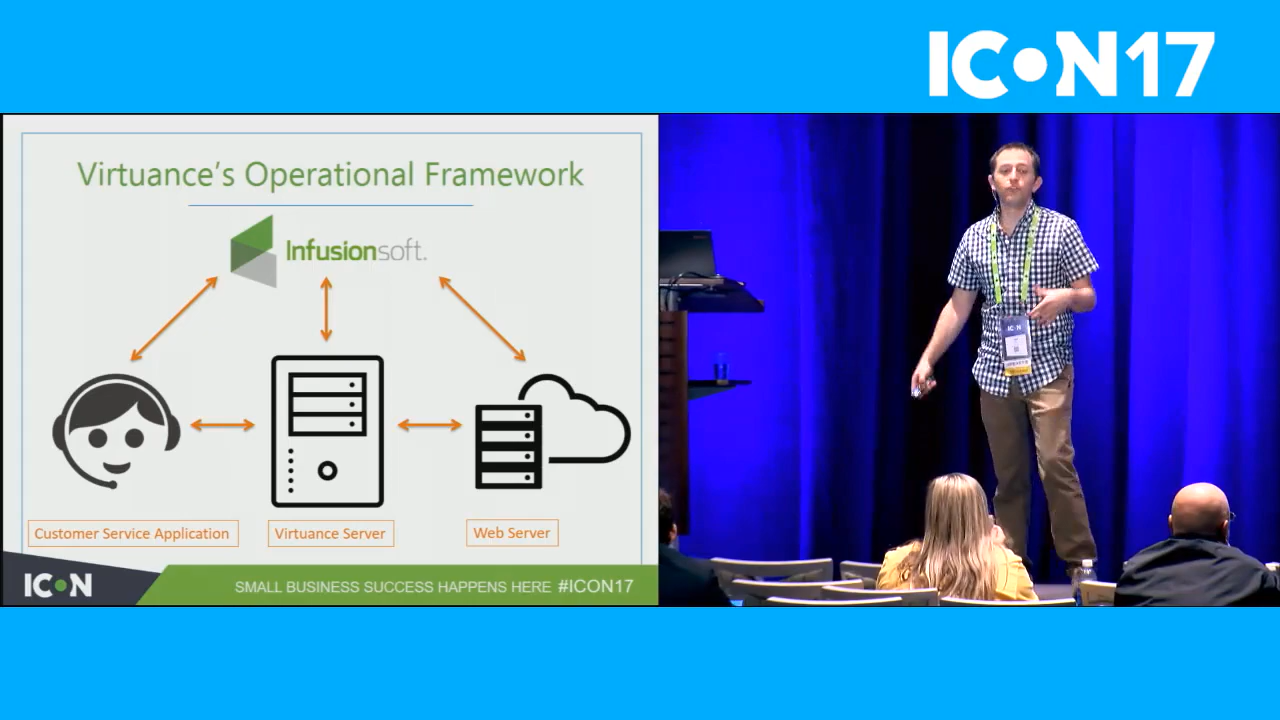 ICON17
Virtuance's Operational Framework
Infusionsoft.
Customer Service Application
Virtuance Server
Web Server
ICON
SMALL BUSINESS SUCCESS HAPPENS HERE #ICON17
ICON